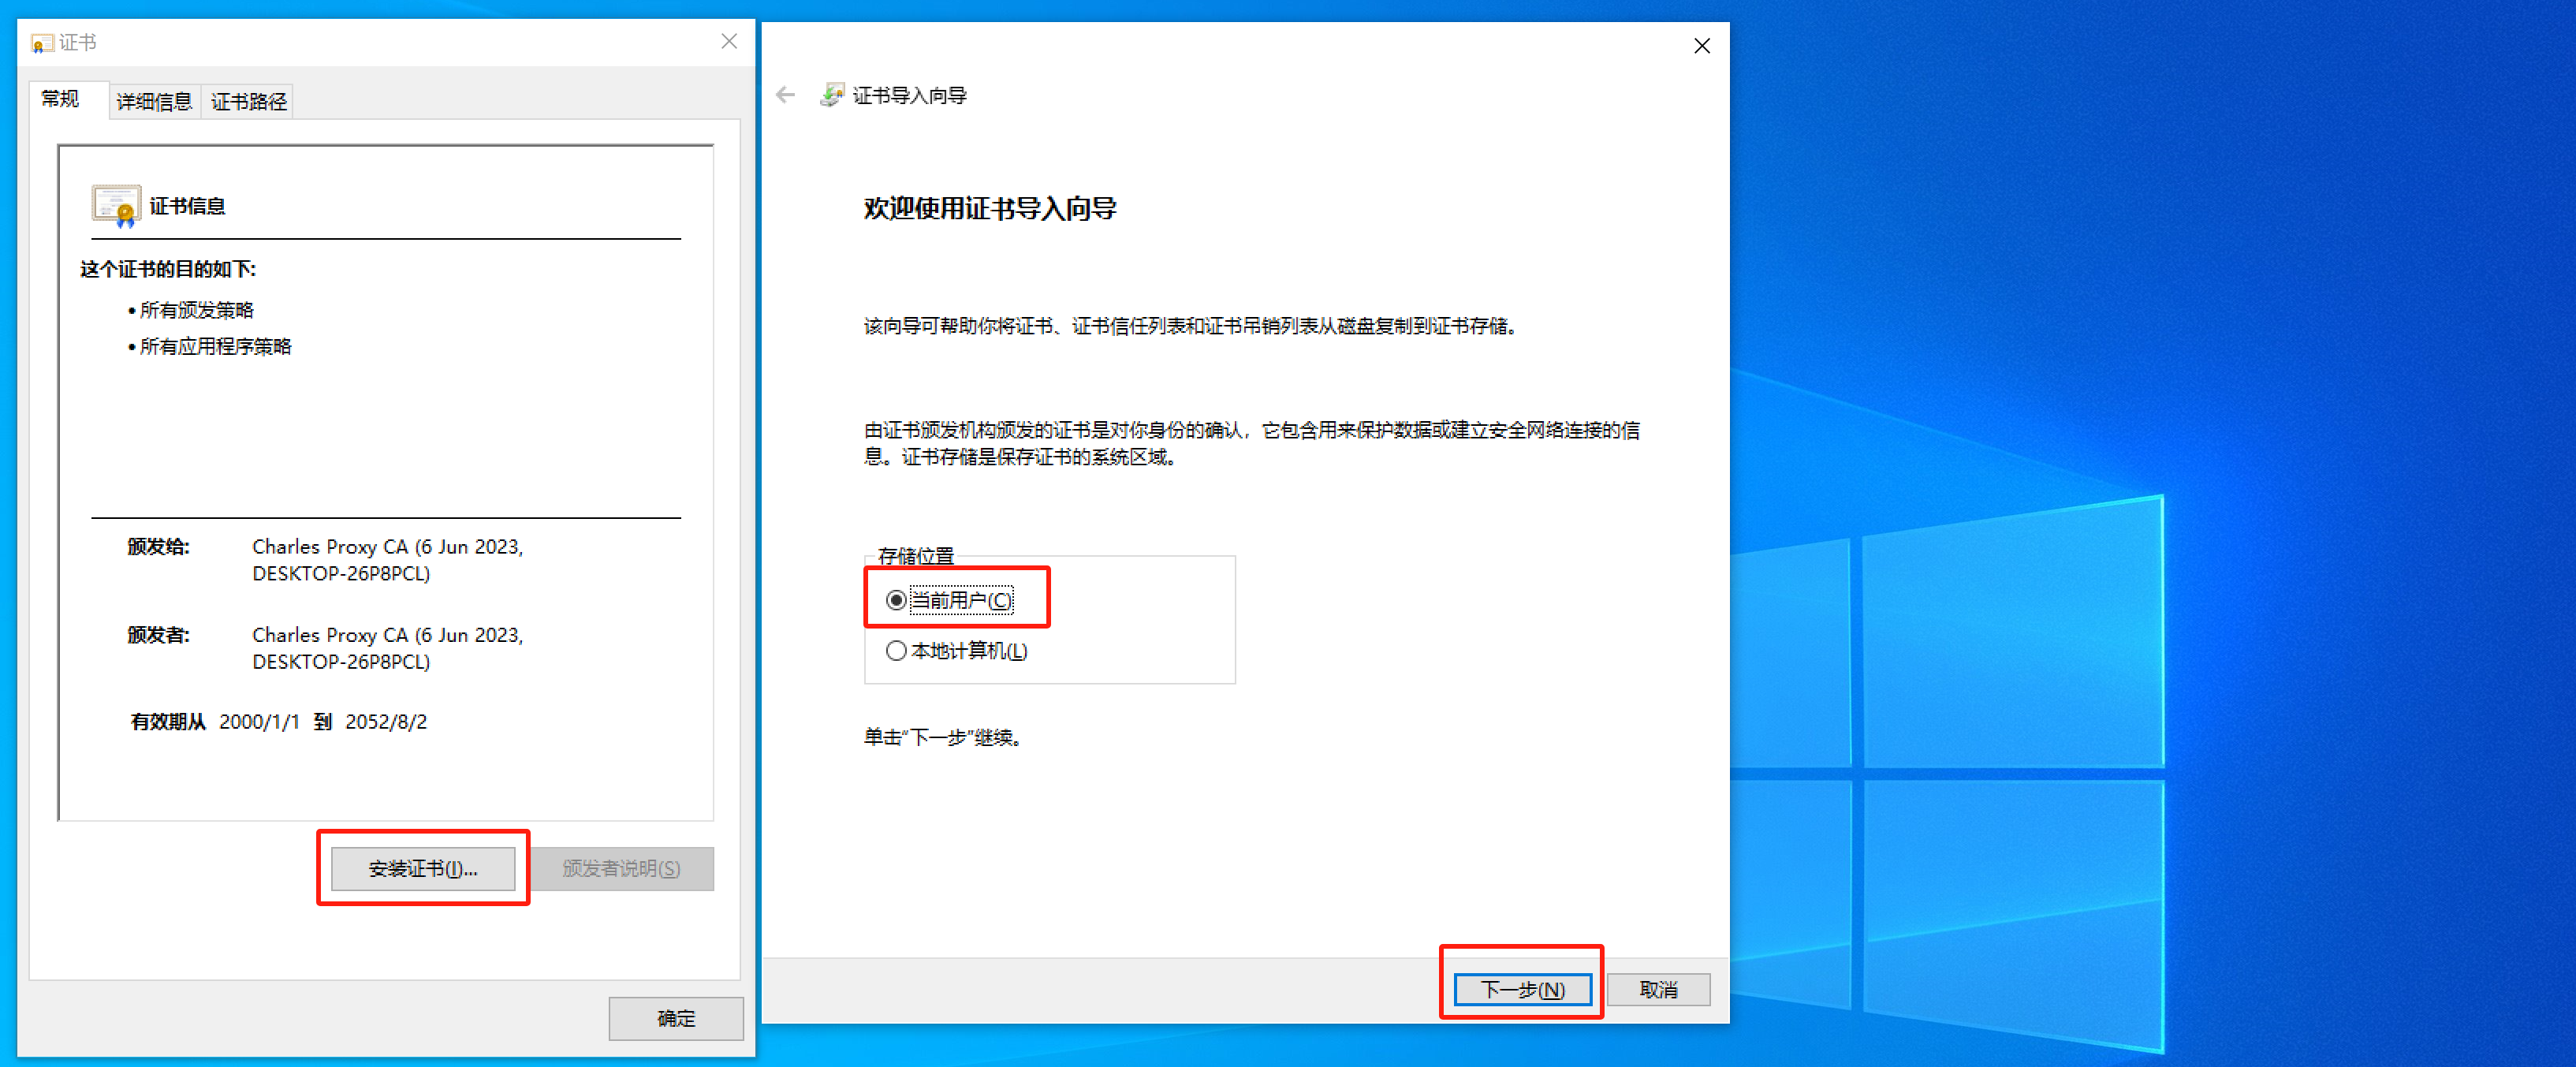 证书
常规
详细信息
证书路径
证书信息
这个证书的目的如下:
•所有颁发策略
•所有应用程序策略
颁发给: Charles Proxy CA (6 Jun 2023,
DESKTOP-26P8PCL)
颁发者: Charles Proxy CA (6 Jun 2023,
DESKTOP-26P8PCL)
有效期从 2000/1/1 到 2052/8/2
安装证书(I)...
颁发者说明(S)
确定
证书导入向导
欢迎使用证书导入向导
该向导可帮助你将证书、证书信任列表和证书吊销列表从磁盘复制到证书存储。
由证书颁发机构颁发的证书是对你身份的确认，它包含用来保护数据或建立安全网络连接的信
息。证书存储是保存证书的系统区域。
存储位置
当前用户(C)
本地计算机(L)
单击“下一步”继续。
下一步(N)
取消